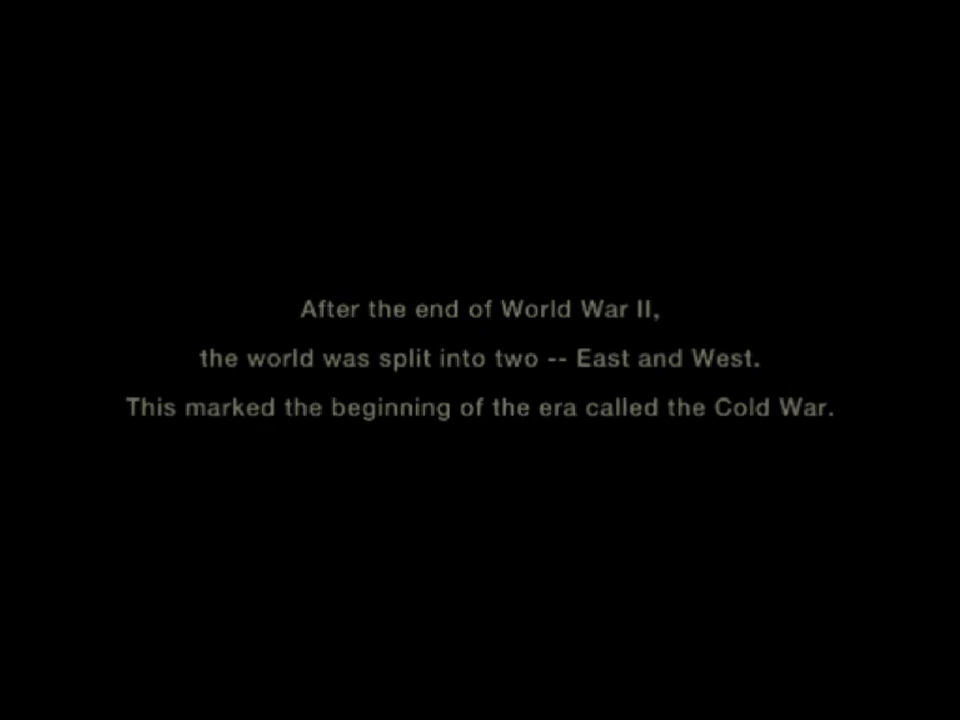 After the end of World War II,
the world was split into two -- East and West.
This marked the beginning of the era called the Cold War.